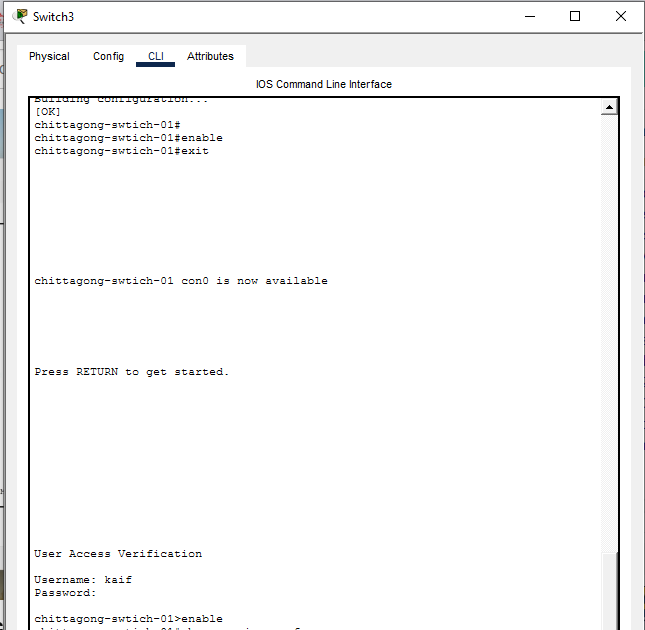 Switch3
Physical Config CLI Attributes
IOS Command Line Interface
Building configuration...
[OK]
chittagong-swtich-01#
chittagong-swtich-01#enable
chittagong-swtich-01#exit
chittagong-swtich-01 con0 is now available
Press RETURN to get started.
User Access Verification
Username: kaif
Password:
chittagong-swtich-01>enable